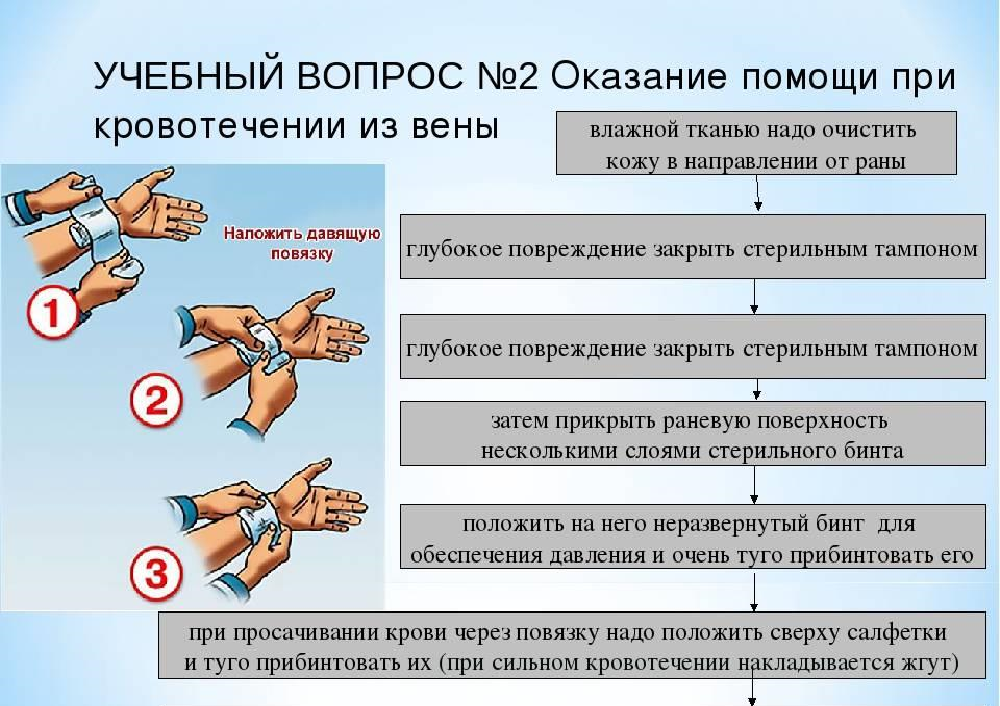 УЧЕБНЫЙ ВОПРОС №2 Оказание помощи при
кровотечении из вены
влажной тканью надо очистить
кожу в направлении от раны
Наложить давящую
повязку
1
2
3
глубокое повреждение закрыть стерильным тампоном
глубокое повреждение закрыть стерильным тампоном
затем прикрыть раневую поверхность
несколькими слоями стерильного бинта
положить на него неразвернутый бинт для
обеспечения давления и очень туго прибинтовать его
при просачивании крови через повязку надо положить сверху салфетки
и туго прибинтовать их (при сильном кровотечении накладывается жгут)